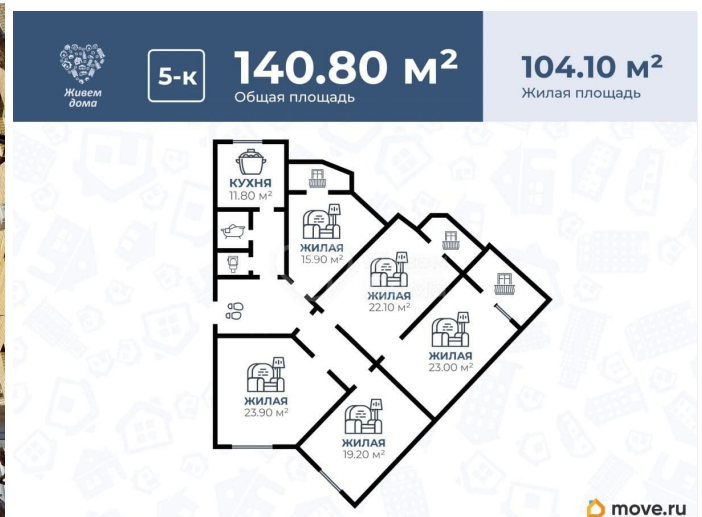 Живем
дома
5-к
140.80 м²
Общая площадь
104.10 м²
Жилая площадь
КУХНЯ
11.80 м²
ЖИЛАЯ
15.90 м²
ЖИЛАЯ
22.10 м²
ЖИЛАЯ
23.00 м²
ЖИЛАЯ
23.90 м²
ЖИЛАЯ
19.20 м²
move.ru